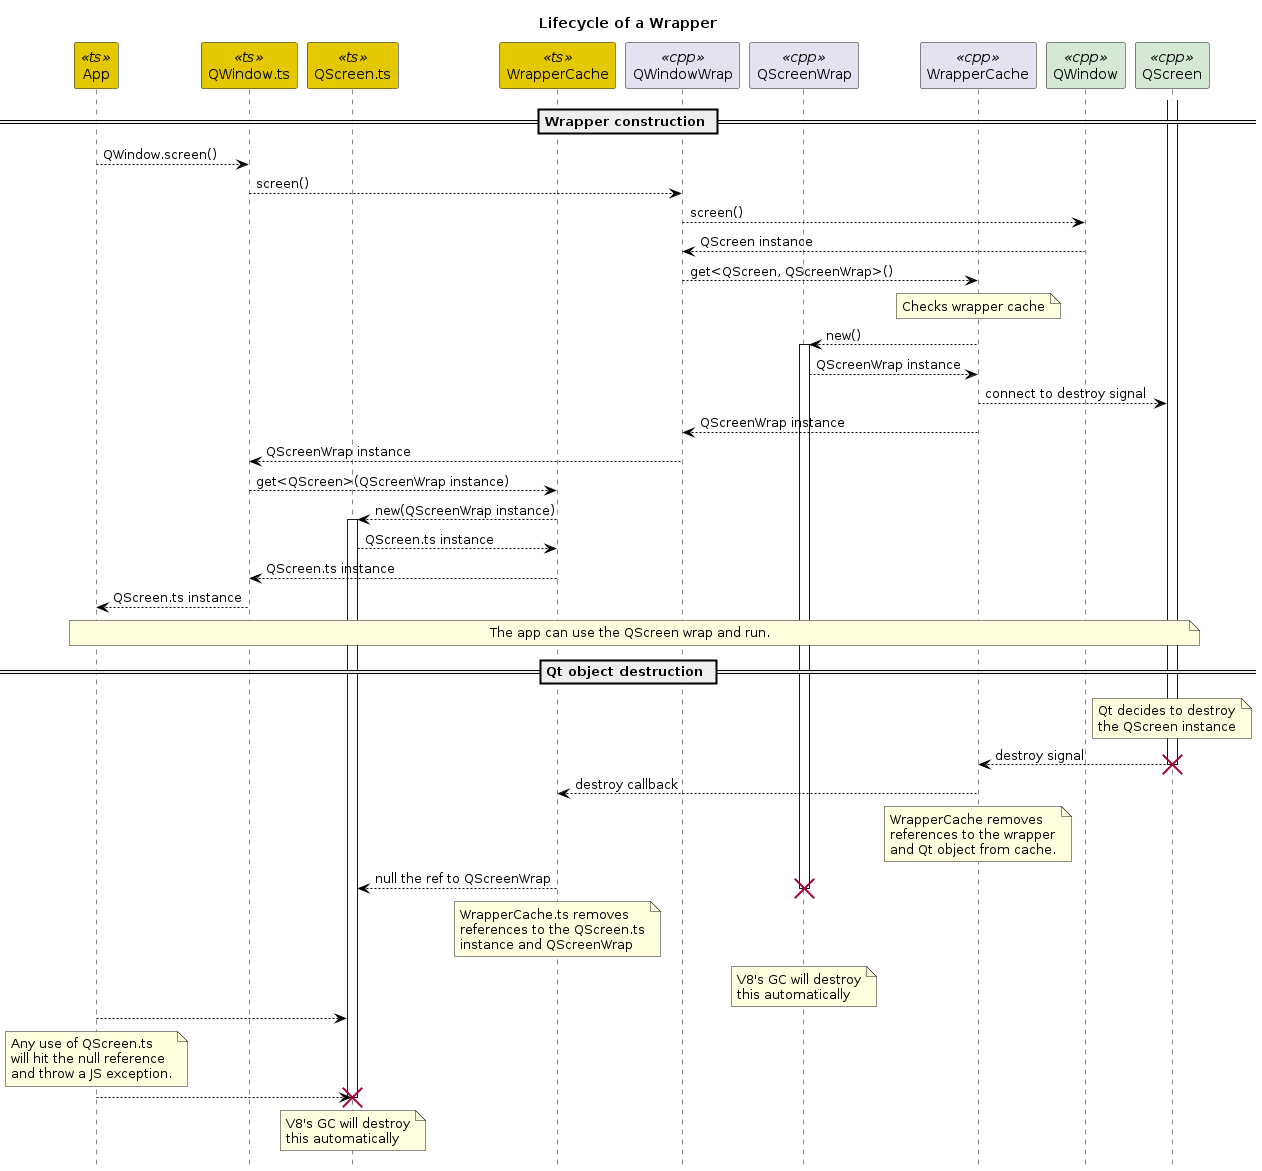 Lifecycle of a Wrapper
«ts»
App
«ts»
QWindow.ts
«ts»
QScreen.ts
«ts»
WrapperCache
«cpp»
QWindowWrap
«cpp»
QScreenWrap
«cpp»
WrapperCache
«cpp»
QWindow
«cpp»
QScreen
Wrapper construction
QWindow.screen()
screen()
screen()
QScreen instance
get<QScreen, QScreenWrap>()
Checks wrapper cache
new()
QScreenWrap instance
connect to destroy signal
QScreenWrap instance
QScreenWrap instance
get<QScreen>(QScreenWrap instance)
new(QScreenWrap instance)
QScreen.ts instance
QScreen.ts instance
QScreen.ts instance
The app can use the QScreen wrap and run.
Qt object destruction
Qt decides to destroy
the QScreen instance
destroy signal
destroy callback
WrapperCache removes
references to the wrapper
and Qt object from cache.
null the ref to QScreenWrap
WrapperCache.ts removes
references to the QScreen.ts
instance and QScreenWrap
V8's GC will destroy
this automatically
Any use of QScreen.ts
will hit the null reference
and throw a JS exception.
V8's GC will destroy
this automatically